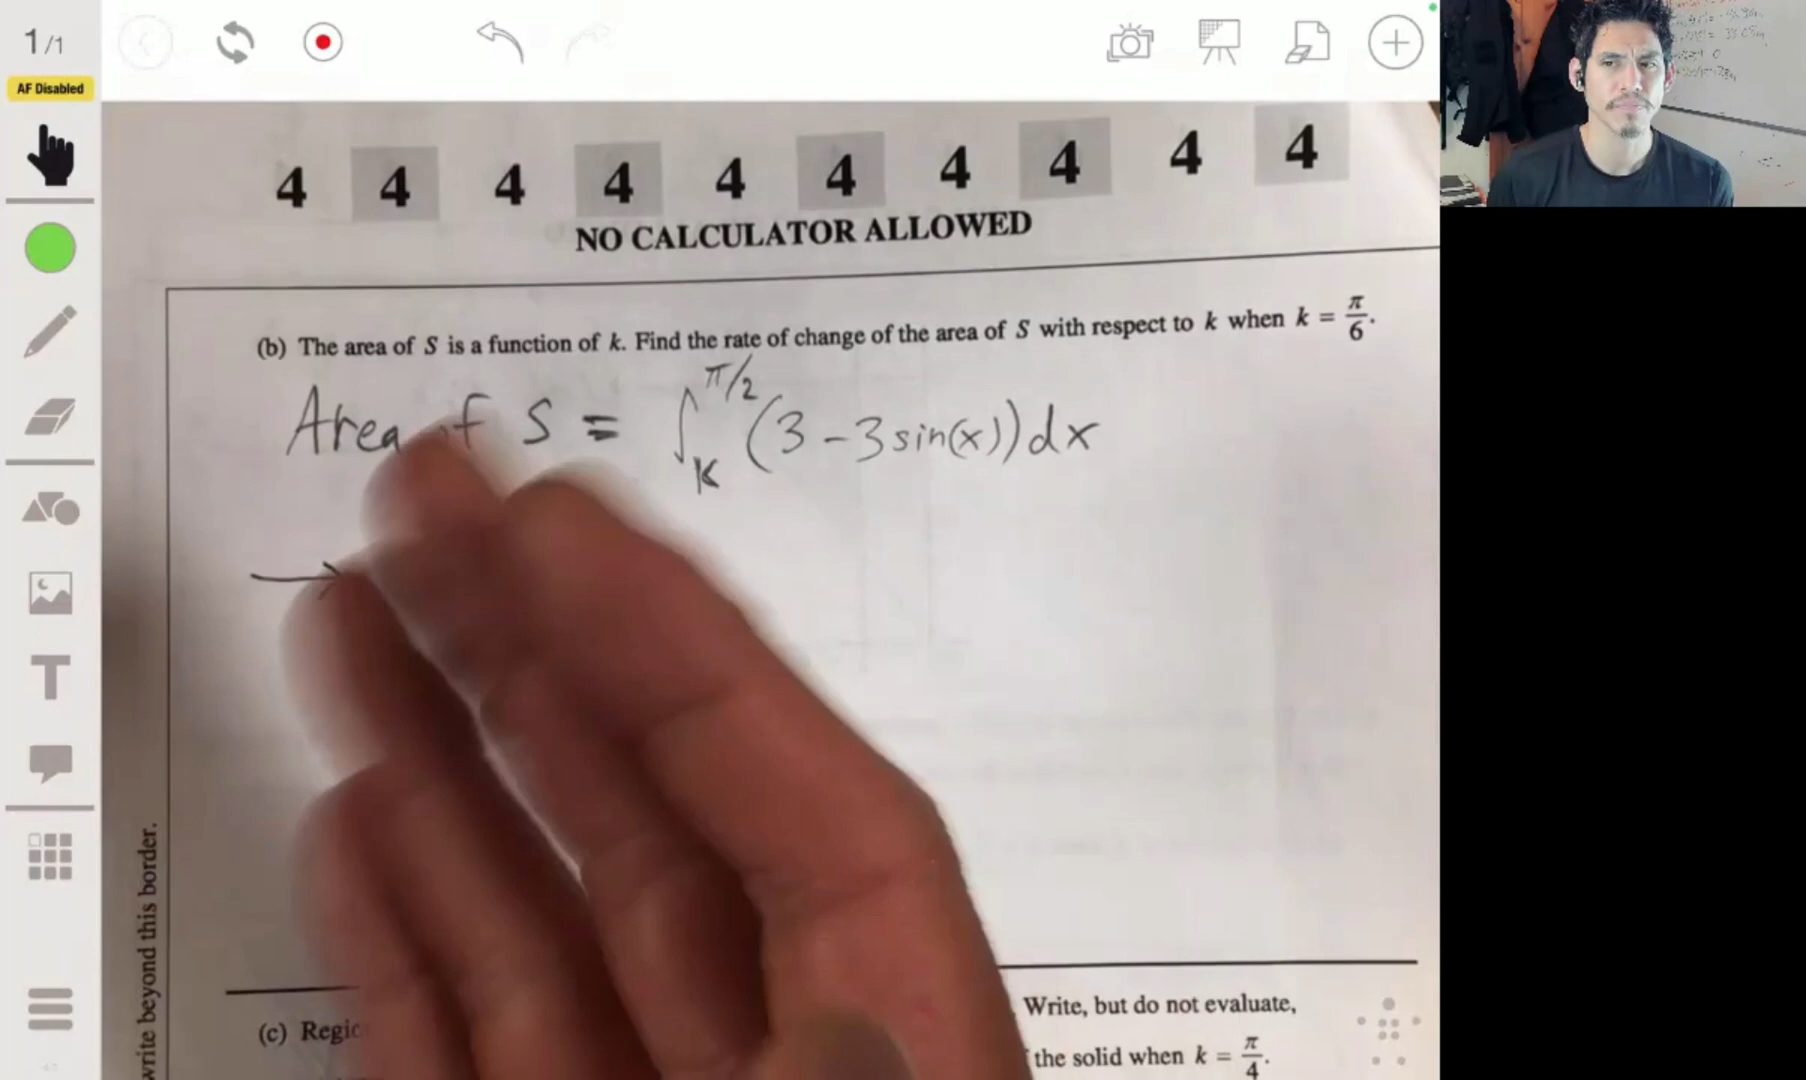 1/1
AF Disabled
4 4 4 4 4 4 4 4 4 4
NO CALCULATOR ALLOWED
(b) The area of S is a function of k. Find the rate of change of the area of S with respect to k when k = π/6.
Area of S = ∫_K^{π/2} (3 - 3 sin(x)) dx
→
write beyond this border.
(c) Regio
Write, but do not evaluate,
the solid when k = π/4.
T